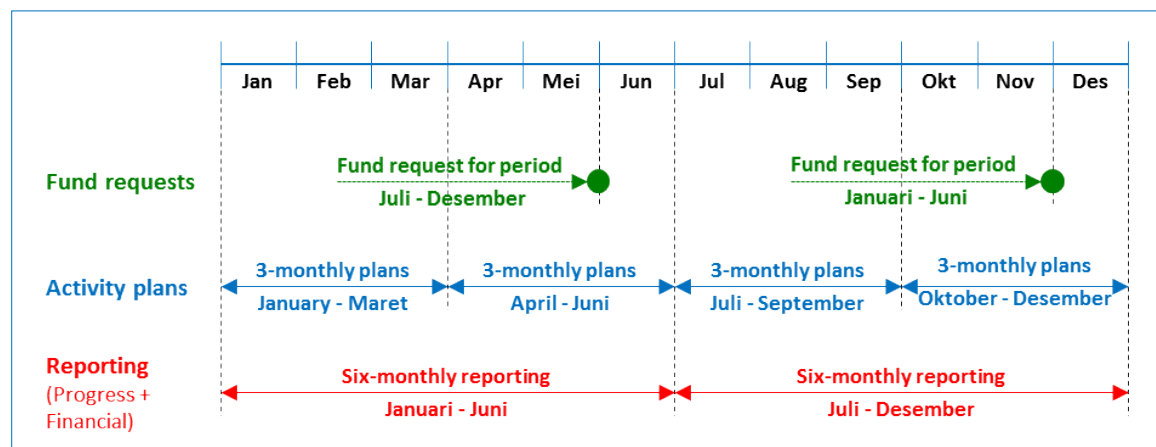 Jan Feb Mar Apr Mei Jun Jul Aug Sep Okt Nov Des
Fund requests
Fund request for period
Juli - Desember
Fund request for period
Januari - Juni
Activity plans
3-monthly plans
January - Maret
3-monthly plans
April - Juni
3-monthly plans
Juli - September
3-monthly plans
Oktober - Desember
Reporting
(Progress +
Financial)
Six-monthly reporting
Januari - Juni
Six-monthly reporting
Juli - Desember